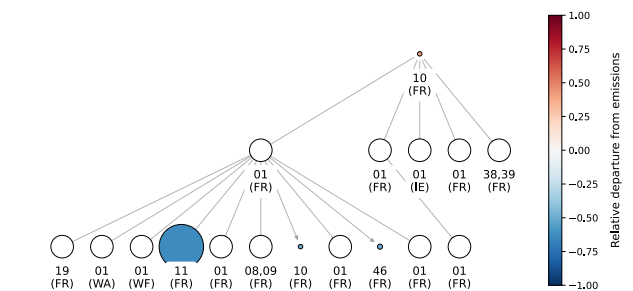 10
(FR)
01
(FR)
01
(FR)
01
(IE)
01
(FR)
38,39
(FR)
19
(FR)
01
(WA)
01
(WF)
11
(FR)
01
(FR)
08,09
(FR)
10
(FR)
01
(FR)
46
(FR)
01
(FR)
01
(FR)
1.00
0.75
0.50
0.25
0.00
−0.25
−0.50
−0.75
−1.00
Relative departure from emissions